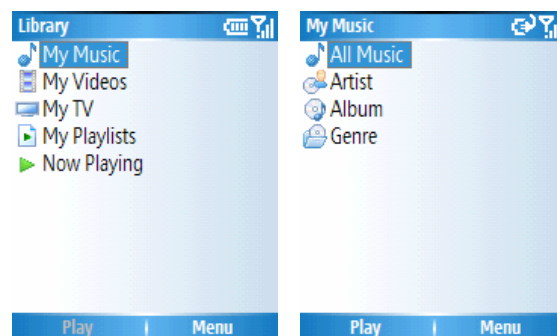 Library
My Music
My Videos
My TV
My Playlists
Now Playing
Play
Menu
My Music
All Music
Artist
Album
Genre
Play
Menu